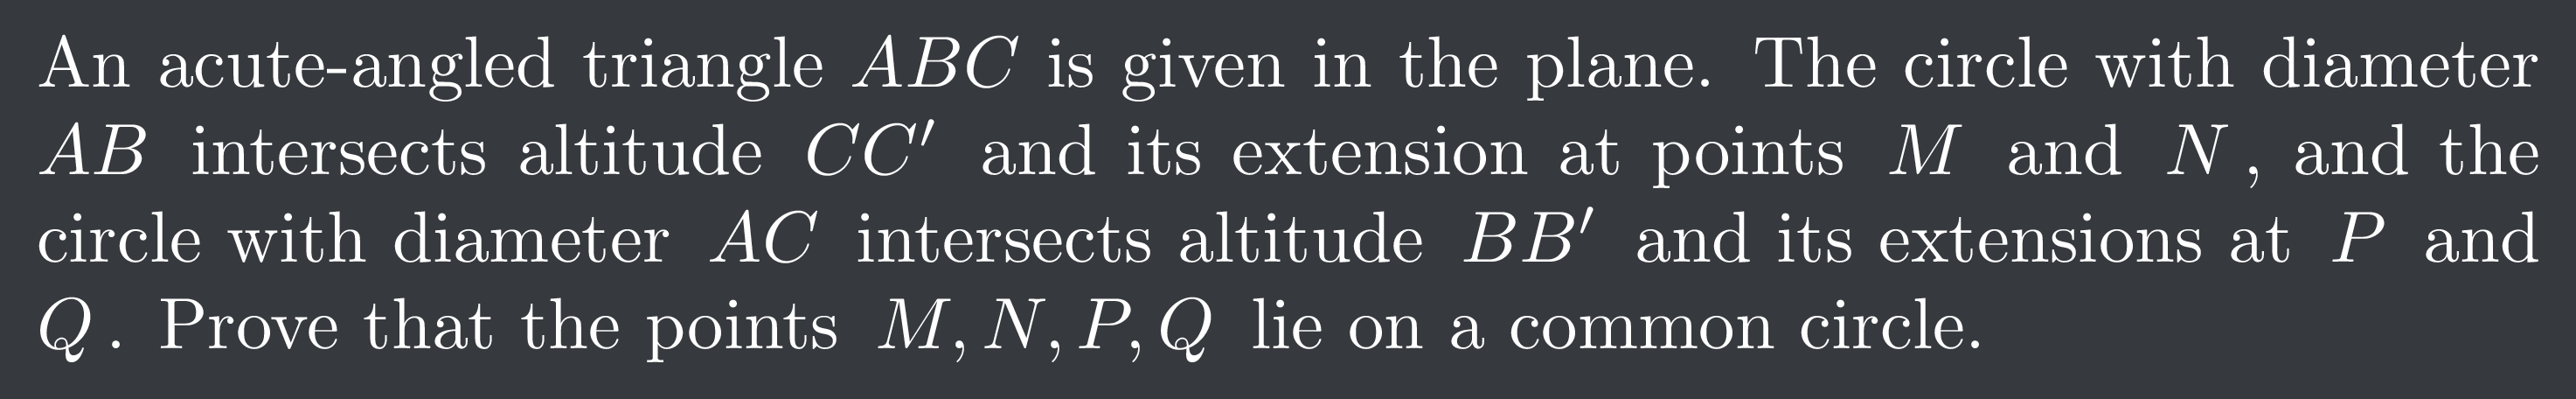 An acute-angled triangle ABC is given in the plane. The circle with diameter
AB intersects altitude CC′ and its extension at points M and N, and the
circle with diameter AC intersects altitude BB′ and its extensions at P and
Q. Prove that the points M, N, P, Q lie on a common circle.